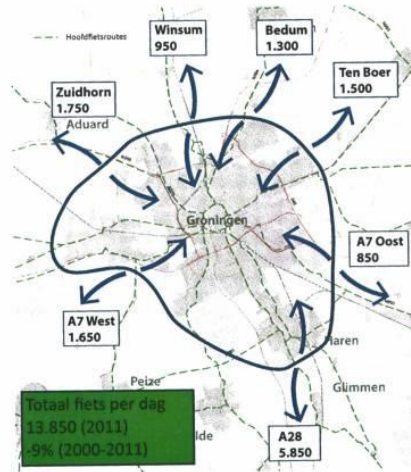 Hoofdfietsroutes
Winsum
950
Bedum
1.300
Ten Boer
1.500
Zuidhorn
1.750
Aduard
Groningen
A7 Oost
850
A7 West
1.650
Haren
Peize
Glimmen
Totaal fiets per dag
13.850 (2011)
-9% (2000-2011)
lde
A28
5.850